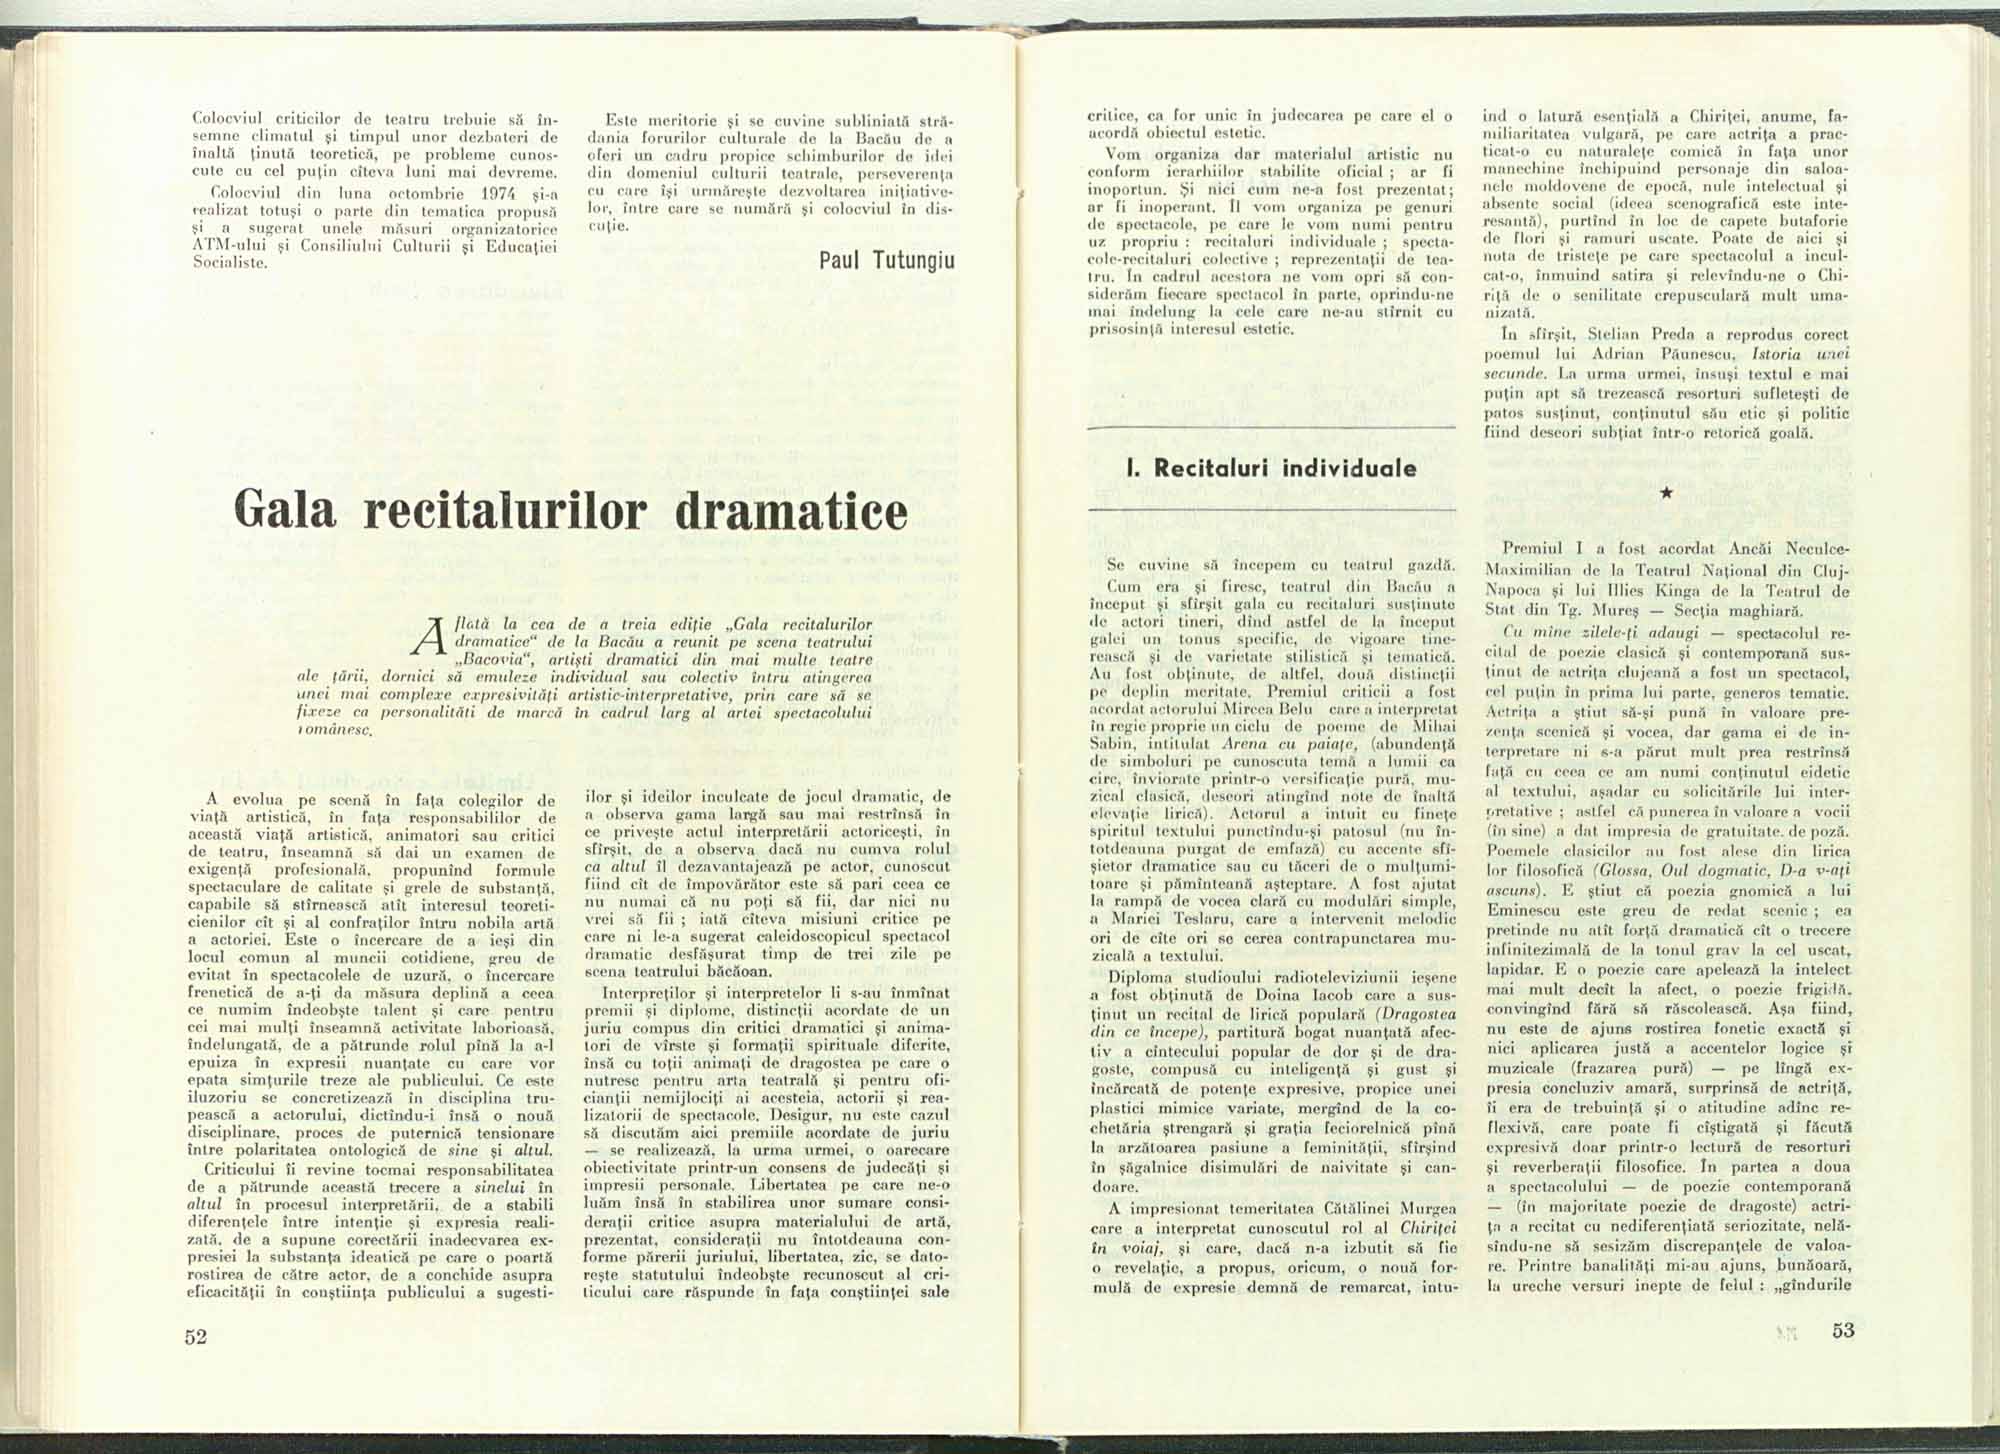 Colocviul criticilor de teatru trebuie să în-
semne climatul și timpul unor dezbateri de
înaltă ținută teoretică, pe probleme cunos-
cute cu cel puțin cîteva luni mai devreme.
Colocviul din luna octombrie 1974 și-a
realizat totuși o parte din tematica propusă
și a sugerat unele măsuri organizatorice
ATM-ului și Consiliului Culturii și Educației
Socialiste.
Este meritorie și se cuvine subliniată stră-
dania forurilor culturale de la Bacău de a
oferi un cadru propice schimburilor de idei
din domeniul culturii teatrale, perseverența
cu care își urmărește dezvoltarea inițiative-
lor, între care se numără și colocviul în dis-
cuție.
Paul Tutungiu
Gala recitalurilor dramatice
Aflată la cea de a treia ediție „Gala recitalurilor
dramatice“ de la Bacău a reunit pe scena teatrului
„Bacovia“, artiști dramatici din mai multe teatre
ale țării, dornici să emuleze individual sau colectiv întru atingerea
unei mai complexe expresivități artistic-interpretative, prin care să se
fixeze ca personalități de marcă în cadrul larg al artei spectacolului
românesc.
A evolua pe scenă în fața colegilor de
viață artistică, în fața responsabililor de
această viață artistică, animatori sau critici
de teatru, înseamnă să dai un examen de
exigență profesională, propunînd formule
spectaculare de calitate și grele de substanță,
capabile să stîrnească atît interesul teoreti-
cienilor cît și al confraților întru nobila artă
a actoriei. Este o încercare de a ieși din
locul comun al muncii cotidiene, greu de
evitat în spectacolele de uzură, o încercare
frenetică de a-ți da măsura deplină a ceea
ce numim îndeobște talent și care pentru
cei mai mulți înseamnă activitate laborioasă,
îndelungată, de a pătrunde rolul pînă la a-l
epuiza în expresii nuanțate cu care vor
epata simțurile treze ale publicului. Ce este
iluzoriu se concretizează în disciplina tru-
pească a actorului, dictîndu-i însă o nouă
disciplinare, proces de puternică tensionare
între polaritatea ontologică de sine și altul.
Criticului îi revine tocmai responsabilitatea
de a pătrunde această trecere a sinelui în
altul în procesul interpretării, de a stabili
diferențele între intenție și expresia reali-
zată, de a supune corectării inadecvarea ex-
presiei la substanța ideatică pe care o poartă
rostirea de către actor, de a conchide asupra
eficacității în conștiința publicului a sugesti-
ilor și ideilor inculcate de jocul dramatic, de
a observa gama largă sau mai restrînsă în
ce privește actul interpretării actoricești, în
sfîrșit, de a observa dacă nu cumva rolul
ca altul îl dezavantajează pe actor, cunoscut
fiind cît de împovărător este să pari ceea ce
nu numai că nu poți să fii, dar nici nu
vrei să fii ; iată cîteva misiuni critice pe
care ni le-a sugerat caleidoscopicul spectacol
dramatic desfășurat timp de trei zile pe
scena teatrului băcăoan.
Interpreților și interpretelor li s-au înmînat
premii și diplome, distincții acordate de un
juriu compus din critici dramatici și anima-
tori de vîrste și formații spirituale diferite,
însă cu toții animați de dragostea pe care o
nutresc pentru arta teatrală și pentru ofi-
cianții nemijlociți ai acesteia, actorii și rea-
lizatorii de spectacole. Desigur, nu este cazul
să discutăm aici premiile acordate de juriu
— se realizează, la urma urmei, o oarecare
obiectivitate printr-un consens de judecăți și
impresii personale. Libertatea pe care ne-o
luăm însă în stabilirea unor sumare consi-
derații critice asupra materialului de artă,
prezentat, considerații nu întotdeauna con-
forme părerii juriului, libertatea, zic, se dato-
rește statutului îndeobște recunoscut al cri-
ticului care răspunde în fața conștiinței sale
52
critice, ca for unic în judecarea pe care el o
acordă obiectul estetic.
Vom organiza dar materialul artistic nu
conform ierarhiilor stabilite oficial ; ar fi
inoportun. Și nici cum ne-a fost prezentat;
ar fi inoperant. Îl vom organiza pe genuri
de spectacole, pe care le vom numi pentru
uz propriu : recitaluri individuale ; specta-
cole-recitaluri colective ; reprezentații de tea-
tru. În cadrul acestora ne vom opri să con-
siderăm fiecare spectacol în parte, oprindu-ne
mai îndelung la cele care ne-au stîrnit cu
prisosință interesul estetic.
I. Recitaluri individuale
Se cuvine să începem cu teatrul gazdă.
Cum era și firesc, teatrul din Bacău a
început și sfîrșit gala cu recitaluri susținute
de actori tineri, dînd astfel de la început
galei un tonus specific, de vigoare tine-
rească și de varietate stilistică și tematică.
Au fost obținute, de altfel, două distincții
pe deplin meritate. Premiul criticii a fost
acordat actorului Mircea Belu care a interpretat
în regie proprie un ciclu de poeme de Mihai
Sabin, intitulat Arena cu paiațe, (abundență
de simboluri pe cunoscuta temă a lumii ca
circ, înviorate printr-o versificație pură, mu-
zical clasică, deseori atingînd note de înaltă
elevație lirică). Actorul a intuit cu finețe
spiritul textului punctîndu-și patosul (nu în-
totdeauna purgat de emfază) cu accente sfî-
șietor dramatice sau cu tăceri de o mulțumi-
toare și pămînteană așteptare. A fost ajutat
la rampă de vocea clară cu modulări simple,
a Mariei Teslaru, care a intervenit melodic
ori de cîte ori se cerea contrapunctarea mu-
zicală a textului.
Diploma studioului radioteleviziunii ieșene
a fost obținută de Doina Iacob care a sus-
ținut un recital de lirică populară (Dragostea
din ce începe), partitură bogat nuanțată afec-
tiv a cîntecului popular de dor și de dra-
goste, compusă cu inteligență și gust și
încărcată de potențe expresive, propice unei
plastici mimice variate, mergînd de la co-
chetăria ștrengară și grația feciorelnică pînă
la arzătoarea pasiune a feminității, sfîrșind
în șăgalnice disimulări de naivitate și can-
doare.
A impresionat temeritatea Cătălinei Murgea
care a interpretat cunoscutul rol al Chiriței
în voiaj, și care, dacă n-a izbutit să fie
o revelație, a propus, oricum, o nouă for-
mulă de expresie demnă de remarcat, intu-
ind o latură esențială a Chiriței, anume, fa-
miliaritatea vulgară, pe care actrița a prac-
ticat-o cu naturalețe comică în fața unor
manechine închipuind personaje din saloa-
nele moldovene de epocă, nule intelectual și
absente social (ideea scenografică este inte-
resantă), purtînd în loc de capete butaforie
de flori și ramuri uscate. Poate de aici și
nota de tristețe pe care spectacolul a incul-
cat-o, înmuind satira și relevîndu-ne o Chi-
riță de o senilitate crepusculară mult uma-
nizată.
În sfîrșit, Stelian Preda a reprodus corect
poemul lui Adrian Păunescu, Istoria unei
secunde. La urma urmei, însuși textul e mai
puțin apt să trezească resorturi sufletești de
patos susținut, conținutul său etic și politic
fiind deseori subțiat într-o retorică goală.
★
Premiul I a fost acordat Ancăi Neculce-
Maximilian de la Teatrul Național din Cluj-
Napoca și lui Illies Kinga de la Teatrul de
Stat din Tg. Mureș — Secția maghiară.
Cu mine zilele-ți adaugi — spectacolul re-
cital de poezie clasică și contemporană sus-
ținut de actrița clujeană a fost un spectacol,
cel puțin în prima lui parte, generos tematic.
Actrița a știut să-și pună în valoare pre-
zența scenică și vocea, dar gama ei de in-
terpretare ni s-a părut mult prea restrînsă
față cu ceea ce am numi conținutul eidetic
al textului, așadar cu solicitările lui inter-
pretative ; astfel că punerea în valoare a vocii
(în sine) a dat impresia de gratuitate, de poză.
Poemele clasicilor au fost alese din lirica
lor filosofică (Glossa, Oul dogmatic, D-a v-ați
ascuns). E știut că poezia gnomică a lui
Eminescu este greu de redat scenic ; ea
pretinde nu atît forță dramatică cît o trecere
infinitezimală de la tonul grav la cel uscat,
lapidar. E o poezie care apelează la intelect
mai mult decît la afect, o poezie frigidă,
convingînd fără să răscolească. Așa fiind,
nu este de ajuns rostirea fonetic exactă și
nici aplicarea justă a accentelor logice și
muzicale (frazarea pură) — pe lîngă ex-
presia concluziv amară, surprinsă de actriță,
îi era de trebuință și o atitudine adînc re-
flexivă, care poate fi cîștigată și făcută
expresivă doar printr-o lectură de resorturi
și reverberații filosofice. În partea a doua
a spectacolului — de poezie contemporană
— (în majoritate poezie de dragoste) actri-
ța a recitat cu nediferențiată seriozitate, nelă-
sîndu-ne să sesizăm discrepanțele de valoa-
re. Printre banalități mi-au ajuns, bunăoară,
la ureche versuri inepte de felul : „gîndurile
53